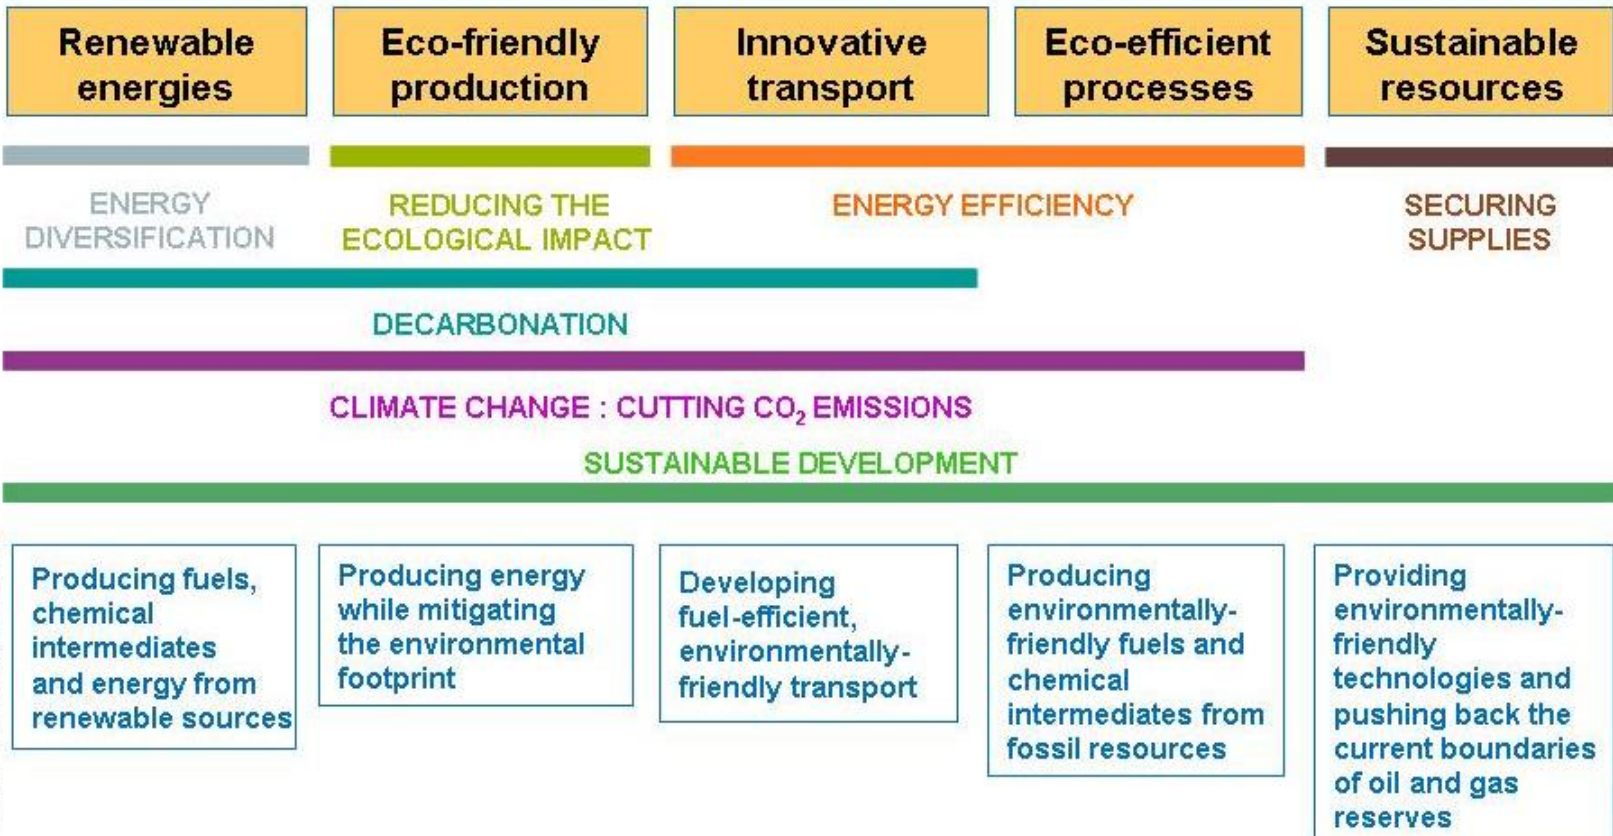 Renewable
energies
Eco-friendly
production
Innovative
transport
Eco-efficient
processes
Sustainable
resources
ENERGY
DIVERSIFICATION
REDUCING THE
ECOLOGICAL IMPACT
ENERGY EFFICIENCY
SECURING
SUPPLIES
DECARBONATION
CLIMATE CHANGE : CUTTING CO₂ EMISSIONS
SUSTAINABLE DEVELOPMENT
Producing fuels,
chemical
intermediates
and energy from
renewable sources
Producing energy
while mitigating
the environmental
footprint
Developing
fuel-efficient,
environmentally-
friendly transport
Producing
environmentally-
friendly fuels and
chemical
intermediates from
fossil resources
Providing
environmentally-
friendly
technologies and
pushing back the
current boundaries
of oil and gas
reserves